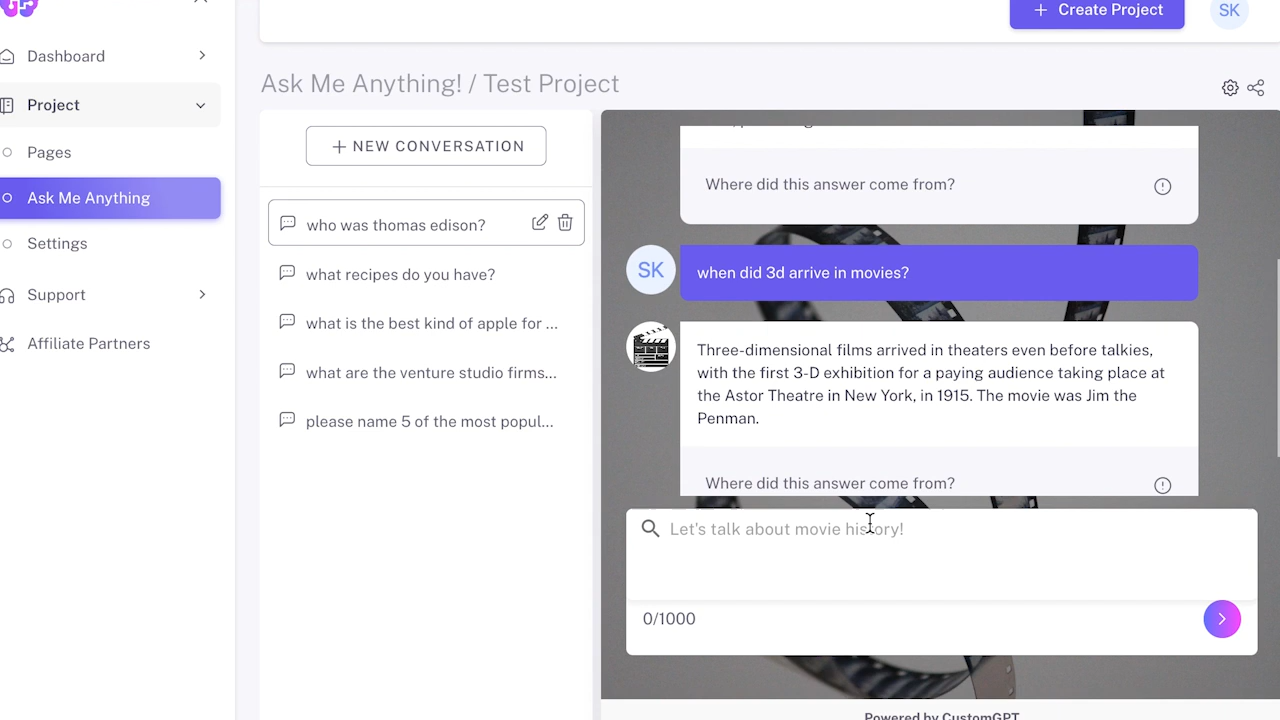 + Create Project
SK
Dashboard
Project
Pages
Ask Me Anything
Settings
Support
Affiliate Partners
Ask Me Anything! / Test Project
+ NEW CONVERSATION
who was thomas edison?
what recipes do you have?
what is the best kind of apple for ...
what are the venture studio firms...
please name 5 of the most popul...
Where did this answer come from?
SK
when did 3d arrive in movies?
Three-dimensional films arrived in theaters even before talkies,
with the first 3-D exhibition for a paying audience taking place at
the Astor Theatre in New York, in 1915. The movie was Jim the
Penman.
Where did this answer come from?
Let's talk about movie history!
0/1000
Powered by CustomGPT